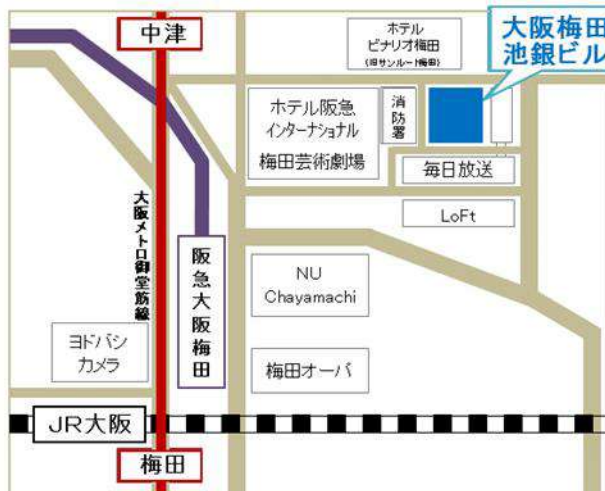 中津
ホテル
ビナリオ梅田
(旧サンルート梅田)
大阪梅田
池銀ビル
ホテル阪急
インターナショナル
梅田芸術劇場
消防署
毎日放送
LoFt
大阪メトロ御堂筋線
阪急大阪梅田
NU
Chayamachi
ヨドバシ
カメラ
梅田オーパ
JR大阪
梅田